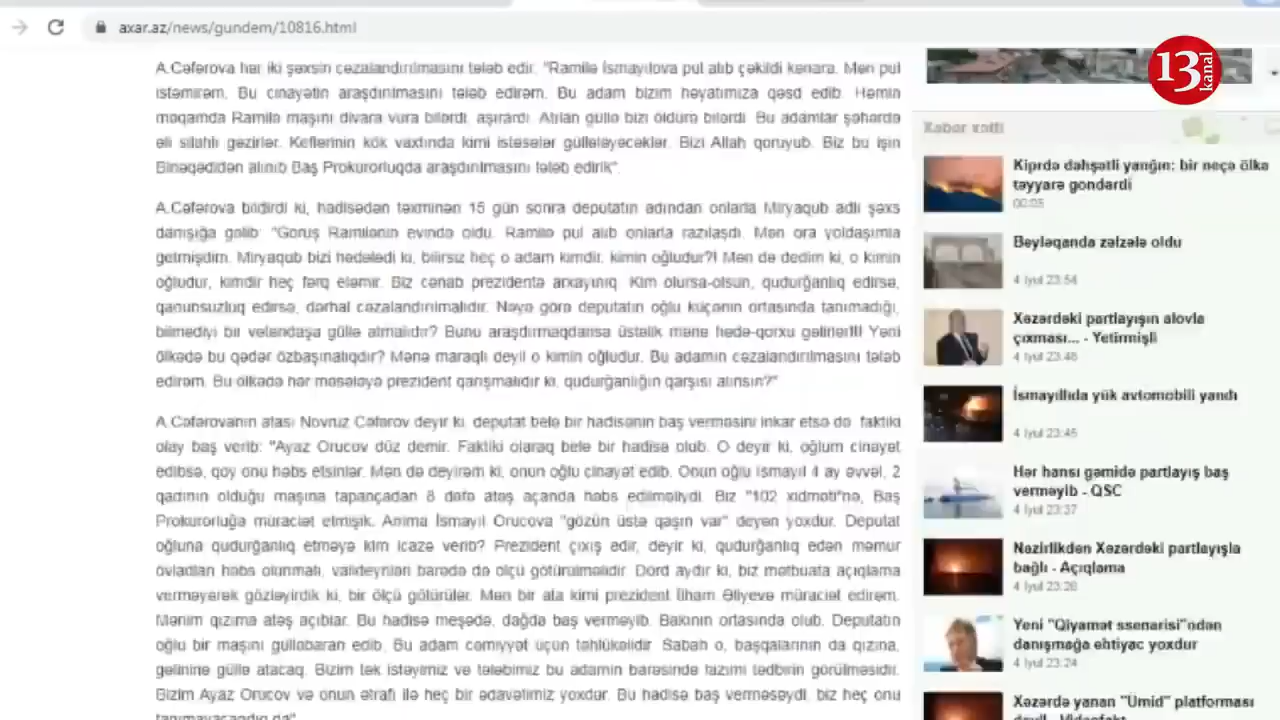 axar.az/news/gundem/10816.html
13 kanal
A.Cəfərova hər iki şəxsin cəzalandırılmasını tələb edir: "Ramilə İsmayılova pul alıb çəkildi kənara. Mən pul
istəmirəm. Bu cinayətin araşdırılmasını tələb edirəm. Bu adam bizim həyatımıza qəsd edib. Həmin
məqamda Ramilə maşını divara vura bilərdi, aşırardı. Atılan güllə bizi öldürə bilərdi. Bu adamlar şəhərdə
əli silahlı gəzirlər. Keflərinin kök vaxtında kimi istəsələr güllələyəcəklər. Bizi Allah qoruyub. Biz bu işin
Binəqədidən alınıb Baş Prokurorluqda araşdırılmasını tələb edirik".
A.Cəfərova bildirdi ki, hadisədən təxminən 15 gün sonra deputatın adından onlarla Miryaqub adlı şəxs
danışığa gəlib: "Görüş Ramilənin evində oldu. Ramilə pul alıb onlarla razılaşdı. Mən ora yoldaşımla
getmişdim. Miryaqub bizi hədələdi ki, bilirsiz heç o adam kimdir, kimin oğludur?! Mən də dedim ki, o kimin
oğludur, kimdir heç fərq eləmir. Biz cənab prezidentə arxayınıq. Kim olursa-olsun, qudurğanlıq edirsə,
qanunsuzluq edirsə, dərhal cəzalandırılmalıdır. Nəyə görə deputatın oğlu küçənin ortasında tanımadığı,
bilmədiyi bir vətəndaşa güllə atmalıdır? Bunu araşdırmaqdansa üstəlik mənə hədə-qorxu gəlirlər!!! Yəni
ölkədə bu qədər özbaşınalıqdır? Mənə maraqlı deyil o kimin oğludur. Bu adamın cəzalandırılmasını tələb
edirəm. Bu ölkədə hər məsələyə prezident qarışmalıdır ki, qudurğanlığın qarşısı alınsın?"
A.Cəfərovanın atası Novruz Cəfərov deyir ki, deputat belə bir hadisənin baş verməsini inkar etsə də, faktiki
olay baş verib: "Ayaz Orucov düz demir. Faktiki olaraq belə bir hadisə olub. O deyir ki, oğlum cinayət
edibsə, qoy onu həbs etsinlər. Mən də deyirəm ki, onun oğlu cinayət edib. Onun oğlu İsmayıl 4 ay əvvəl, 2
qadının olduğu maşına tapançadan 8 dəfə atəş açanda həbs edilməliydi. Biz "102 xidməti"nə, Baş
Prokurorluğa müraciət etmişik. Amma İsmayıl Orucova "gözün üstə qaşın var" deyən yoxdur. Deputat
oğluna qudurğanlıq etməyə kim icazə verib? Prezident çıxış edir, deyir ki, qudurğanlıq edən məmur
övladları həbs olunmalı, valideynləri barədə də ölçü götürülməlidir. Dörd aydır ki, biz mətbuata açıqlama
verməyərək gözləyirdik ki, bir ölçü götürülər. Mən bir ata kimi prezident İlham Əliyevə müraciət edirəm.
Mənim qızıma atəş açıblar. Bu hadisə meşədə, dağda baş verməyib. Bakının ortasında olub. Deputatın
oğlu bir maşını gülləbaran edib. Bu adam cəmiyyət üçün təhlükəlidir. Sabah o, başqalarının da qızına,
gəlininə güllə atacaq. Bizim tək istəyimiz və tələbimiz bu adamın barəsində lazımi tədbirin görülməsidir.
Bizim Ayaz Orucov və onun ətrafı ilə heç bir ədavətimiz yoxdur. Bu hadisə baş verməsəydi, biz heç onu
tanımayacandıq da".
Xəbər xətti
Kiprdə dəhşətli yanğın: bir neçə ölkə
təyyarə göndərdi
00:05
Beyləqanda zəlzələ oldu
4 İyul 23:54
Xəzərdəki partlayışın alovla
çıxması... - Yetirmişli
4 İyul 23:48
İsmayıllıda yük avtomobili yandı
4 İyul 23:45
Hər hansı gəmidə partlayış baş
verməyib - QSC
4 İyul 23:37
Nazirlikdən Xəzərdəki partlayışla
bağlı - Açıqlama
4 İyul 23:28
Yeni "Qiyamət ssenarisi"ndən
danışmağa ehtiyac yoxdur
4 İyul 23:24
Xəzərdə yanan "Ümid" platforması
deyil - Videofakt